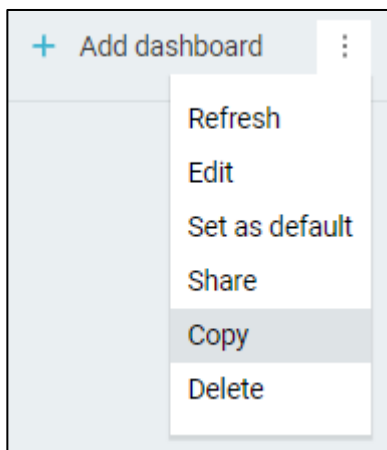 + Add dashboard
Refresh
Edit
Set as default
Share
Copy
Delete